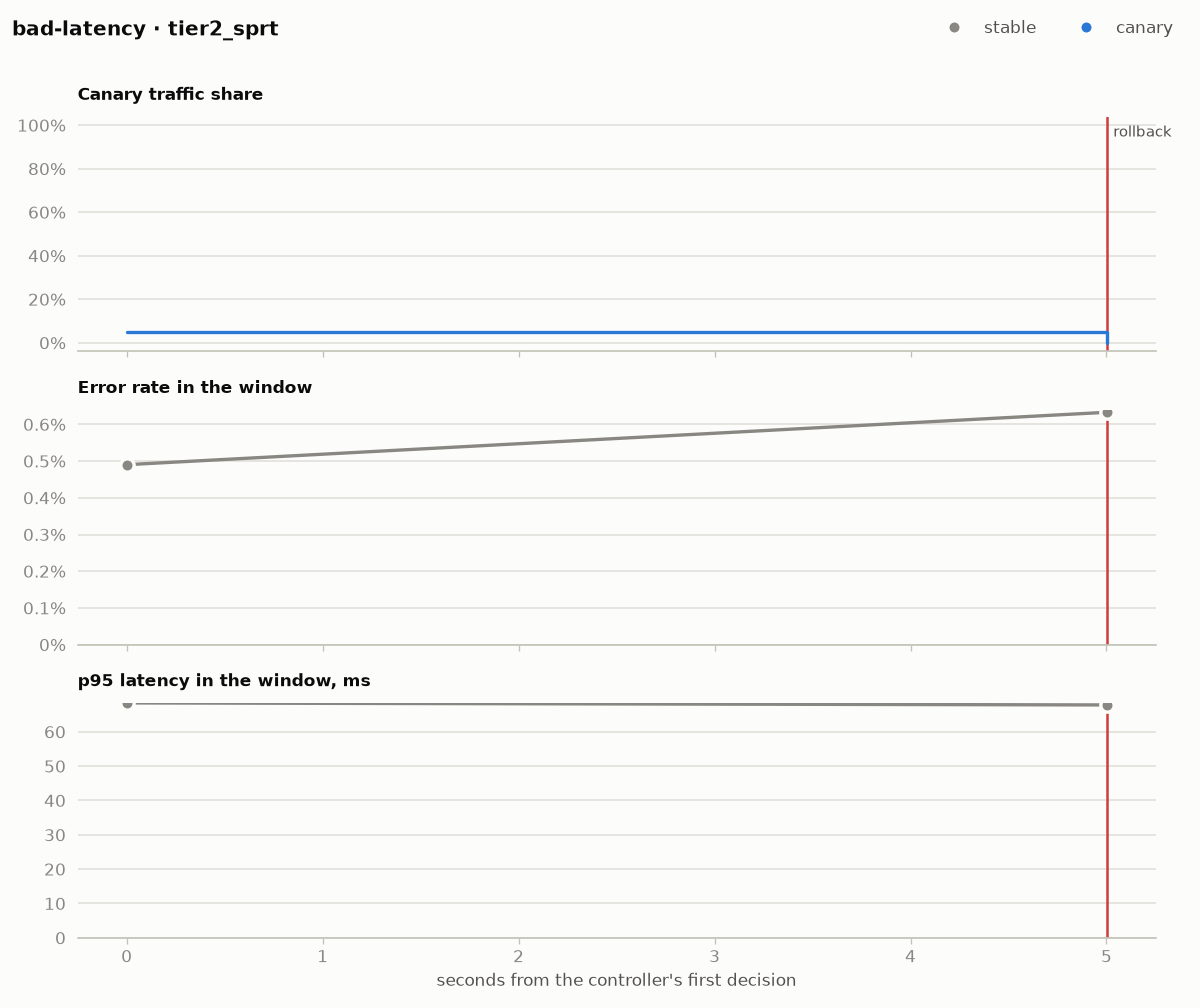 bad-latency · tier2_sprt
stable canary
Canary traffic share
100%
rollback
80%
60%
40%
20%
0%
Error rate in the window
0.6%
0.5%
0.4%
0.3%
0.2%
0.1%
0%
p95 latency in the window, ms
60
50
40
30
20
10
0
0 1 2 3 4 5
seconds from the controller's first decision